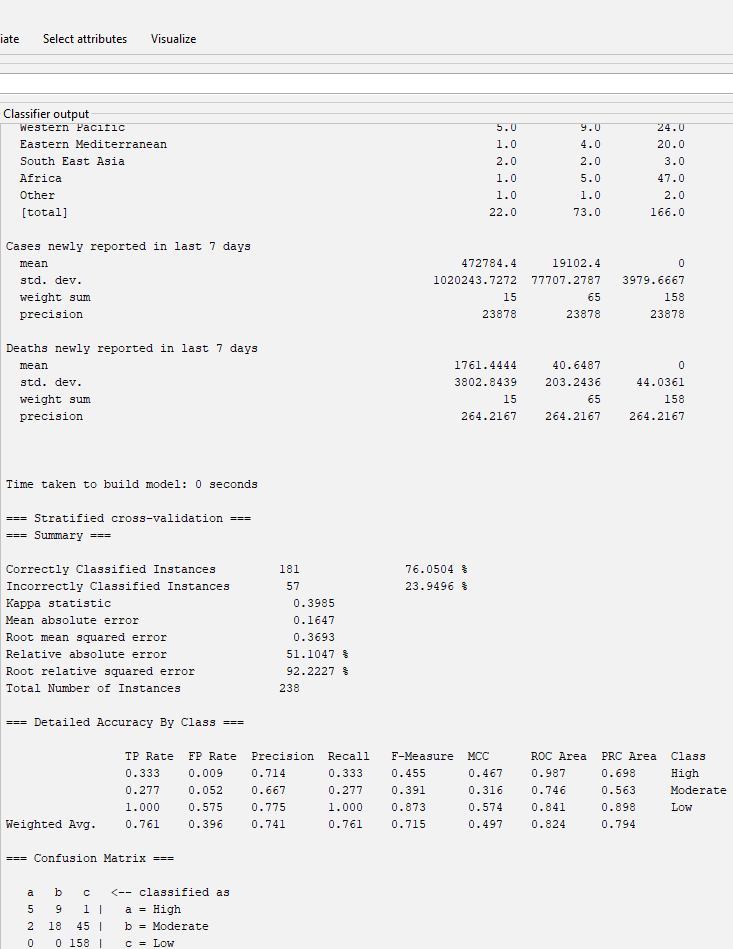 iate Select attributes Visualize
Classifier output
Western Pacific 5.0 9.0 24.0
Eastern Mediterranean 1.0 4.0 20.0
South East Asia 2.0 2.0 3.0
Africa 1.0 5.0 47.0
Other 1.0 1.0 2.0
[total] 22.0 73.0 166.0
Cases newly reported in last 7 days
mean 472784.4 19102.4 0
std. dev. 1020243.7272 77707.2787 3979.6667
weight sum 15 65 158
precision 23878 23878 23878
Deaths newly reported in last 7 days
mean 1761.4444 40.6487 0
std. dev. 3802.8439 203.2436 44.0361
weight sum 15 65 158
precision 264.2167 264.2167 264.2167
Time taken to build model: 0 seconds
=== Stratified cross-validation ===
=== Summary ===
Correctly Classified Instances 181 76.0504 %
Incorrectly Classified Instances 57 23.9496 %
Kappa statistic 0.3985
Mean absolute error 0.1647
Root mean squared error 0.3693
Relative absolute error 51.1047 %
Root relative squared error 92.2227 %
Total Number of Instances 238
=== Detailed Accuracy By Class ===
TP Rate FP Rate Precision Recall F-Measure MCC ROC Area PRC Area Class
0.333 0.009 0.714 0.333 0.455 0.467 0.987 0.698 High
0.277 0.052 0.667 0.277 0.391 0.316 0.746 0.563 Moderate
1.000 0.575 0.775 1.000 0.873 0.574 0.841 0.898 Low
Weighted Avg. 0.761 0.396 0.741 0.761 0.715 0.497 0.824 0.794
=== Confusion Matrix ===
a b c <-- classified as
5 9 1 | a = High
2 18 45 | b = Moderate
0 0 158 | c = Low